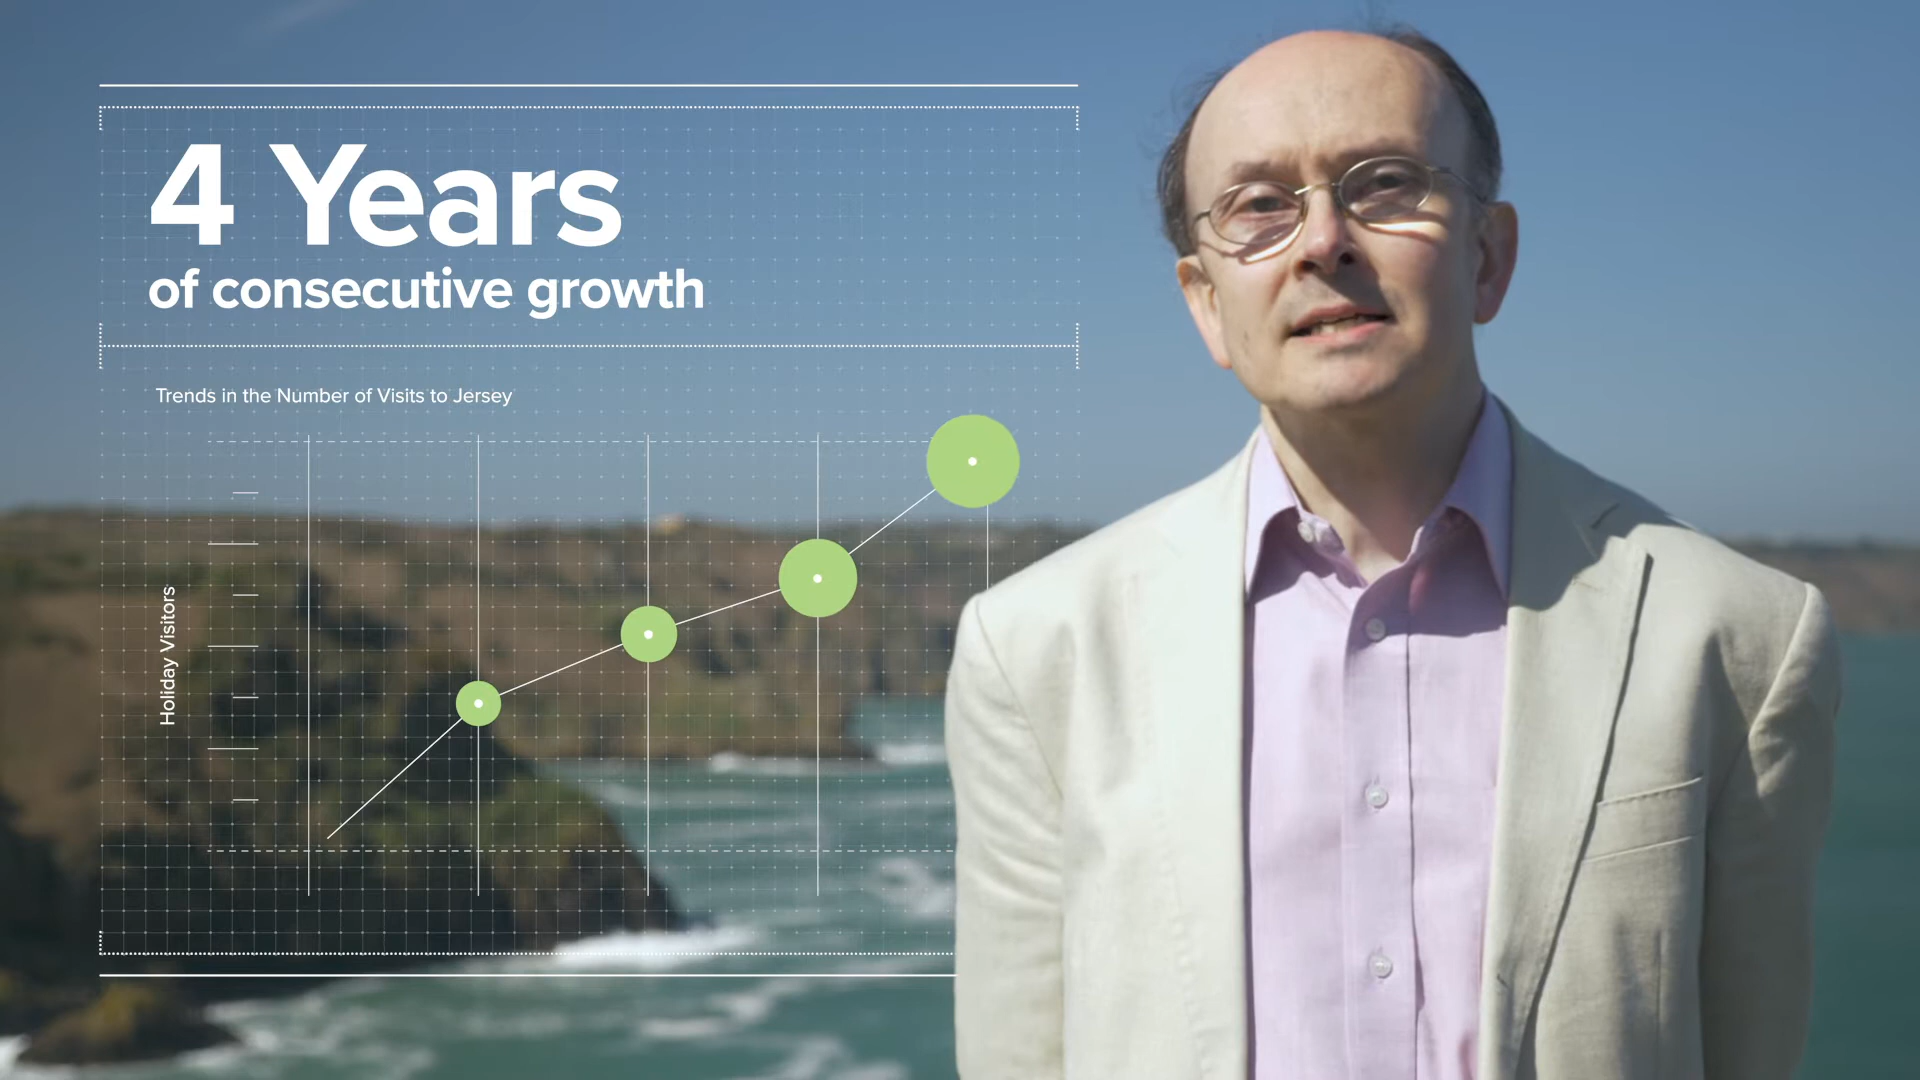 4 Years
of consecutive growth
Trends in the Number of Visits to Jersey
Holiday Visitors